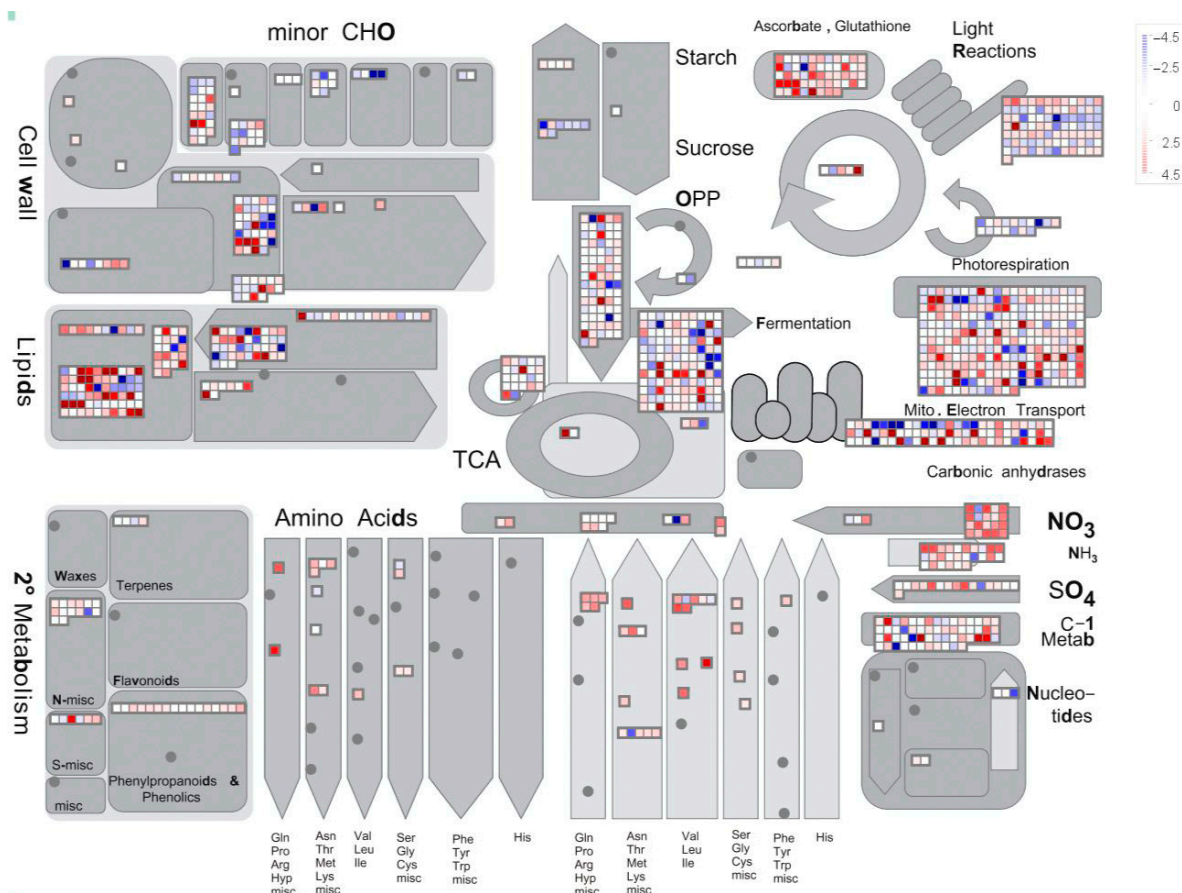 minor CHO
Cell wall
Lipids
2° Metabolism
Starch
Sucrose
OPP
Ascorbate , Glutathione
Light
Reactions
−4.5
−2.5
0
2.5
4.5
Photorespiration
Fermentation
Mito . Electron Transport
TCA
Carbonic anhydrases
Amino Acids
NO3
NH3
SO4
C−1
Metab
Nucleo−
tides
Waxes
Terpenes
Flavonoids
N-misc
S-misc
Phenylpropanoids &
Phenolics
misc
Gln
Pro
Arg
Hyp
misc
Asn
Thr
Met
Lys
misc
Val
Leu
Ile
Ser
Gly
Cys
misc
Phe
Tyr
Trp
misc
His
Gln
Pro
Arg
Hyp
misc
Asn
Thr
Met
Lys
misc
Val
Leu
Ile
Ser
Gly
Cys
misc
Phe
Tyr
Trp
misc
His